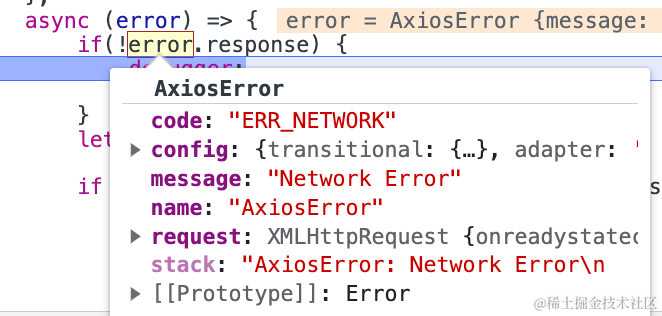 async (error) => { error = AxiosError {message:
if(!error.response) {
AxiosError
code: "ERR_NETWORK"
}
config: {transitional: {…}, adapter: '
let
message: "Network Error"
if
name: "AxiosError"
request: XMLHttpRequest {onreadystatec
stack: "AxiosError: Network Error\n
[[Prototype]]: Error
@稀土掘金技术社区